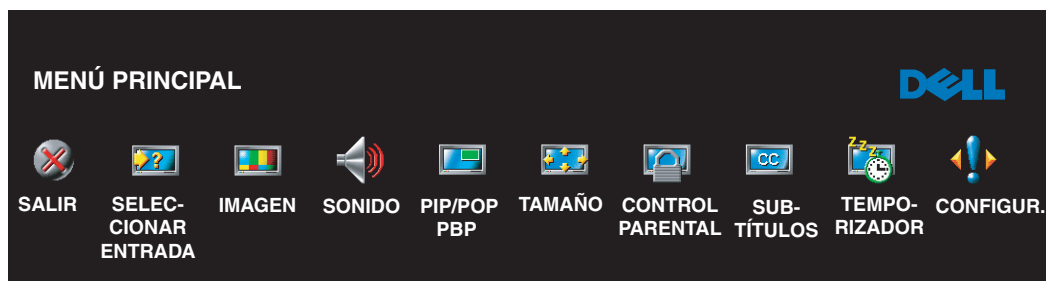 MENÚ PRINCIPAL
DELL
?
CC
zzz
SALIR
SELEC-
CIONAR
ENTRADA
IMAGEN
SONIDO
PIP/POP
PBP
TAMAÑO
CONTROL
PARENTAL
SUB-
TÍTULOS
TEMPO-
RIZADOR
CONFIGUR.